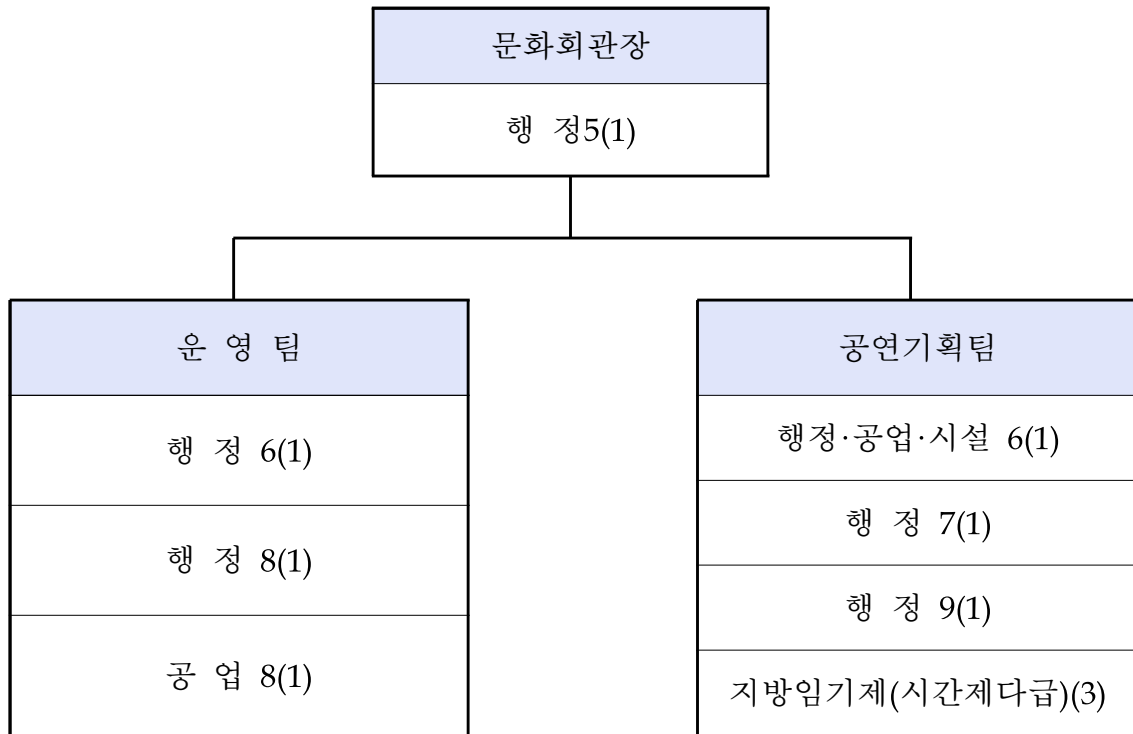 문화회관장
행 정5(1)
운 영 팀
행 정 6(1)
행 정 8(1)
공 업 8(1)
공연기획팀
행정·공업·시설 6(1)
행 정 7(1)
행 정 9(1)
지방임기제(시간제다급)(3)